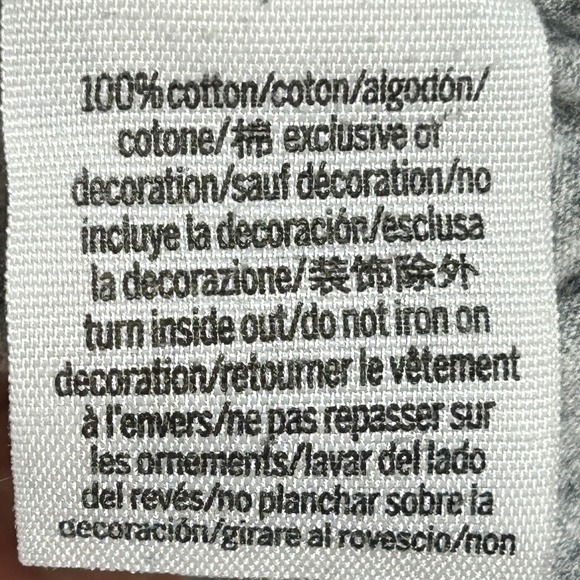 100% cotton/coton/algodón/
cotone/棉 exclusive of
decoration/sauf décoration/no
incluye la decoración/esclusa
la decorazione/装饰除外
turn inside out/do not iron on
decoration/retourner le vêtement
à l'envers/ne pas repasser sur
les ornements/lavar del lado
del revés/no planchar sobre la
decoración/girare al rovescio/non